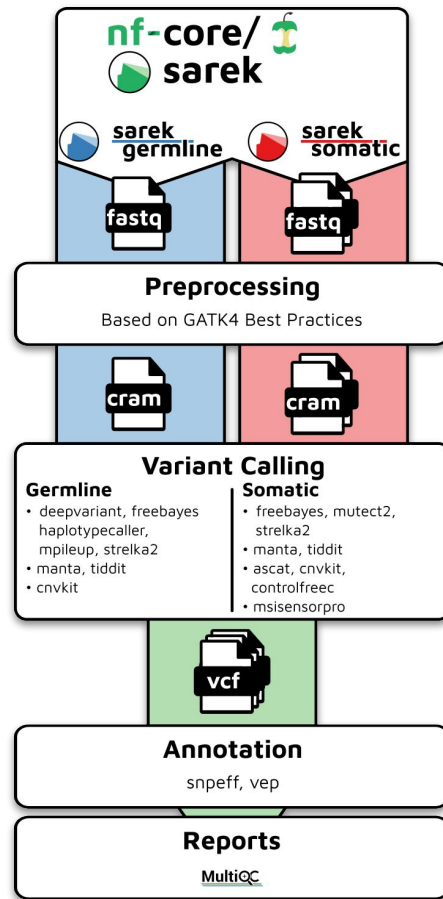 nf-core/
sarek
sarek
germline
sarek
somatic
fastq
fastq
Preprocessing
Based on GATK4 Best Practices
cram
cram
Variant Calling
Germline
• deepvariant, freebayes
haplotypecaller,
mpileup, strelka2
• manta, tiddit
• cnvkit
Somatic
• freebayes, mutect2,
strelka2
• manta, tiddit
• ascat, cnvkit,
controlfreec
• msisensorpro
vcf
Annotation
snpeff, vep
Reports
MultiQC